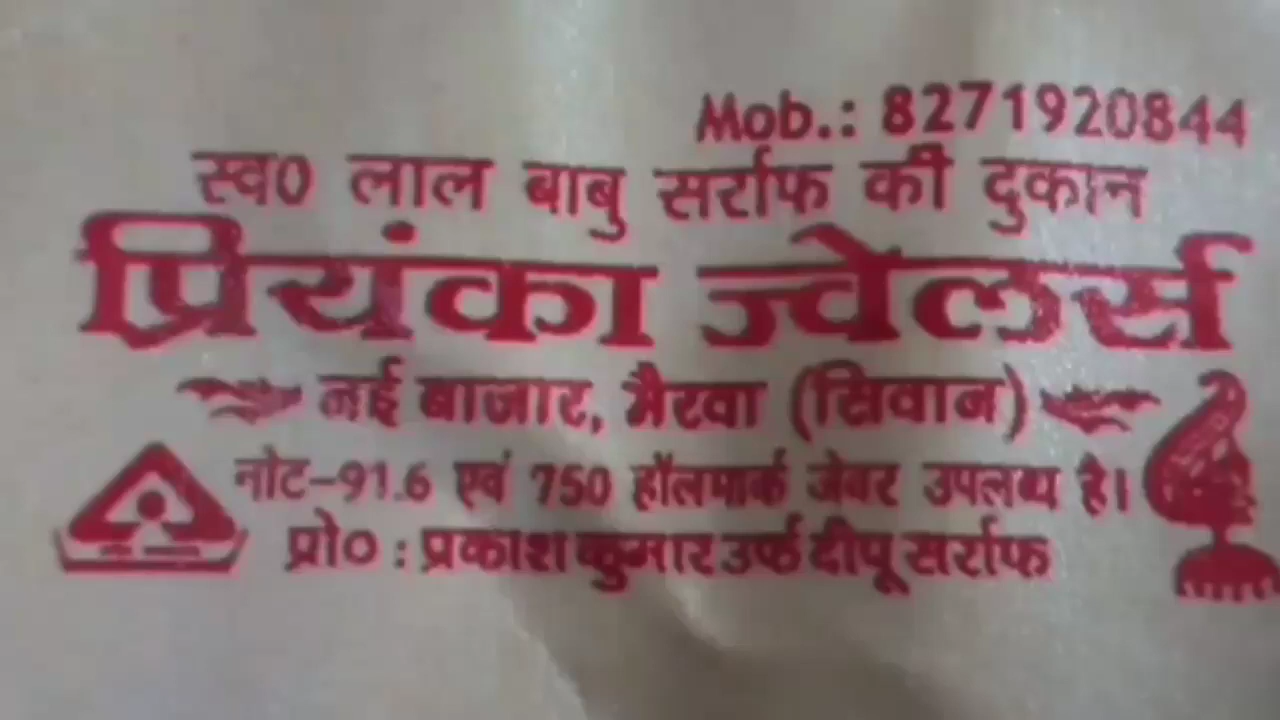 Mob.: 8271920844
स्व० लाल बाबु सर्राफ की दुकान
प्रियंका ज्वेलर्स
नई बाजार, मैरवा (सिवान)
नोट-91.6 एवं 750 हॉलमार्क जेवर उपलब्ध है।
प्रो० : प्रकाश कुमार उर्फ दीपू सर्राफ